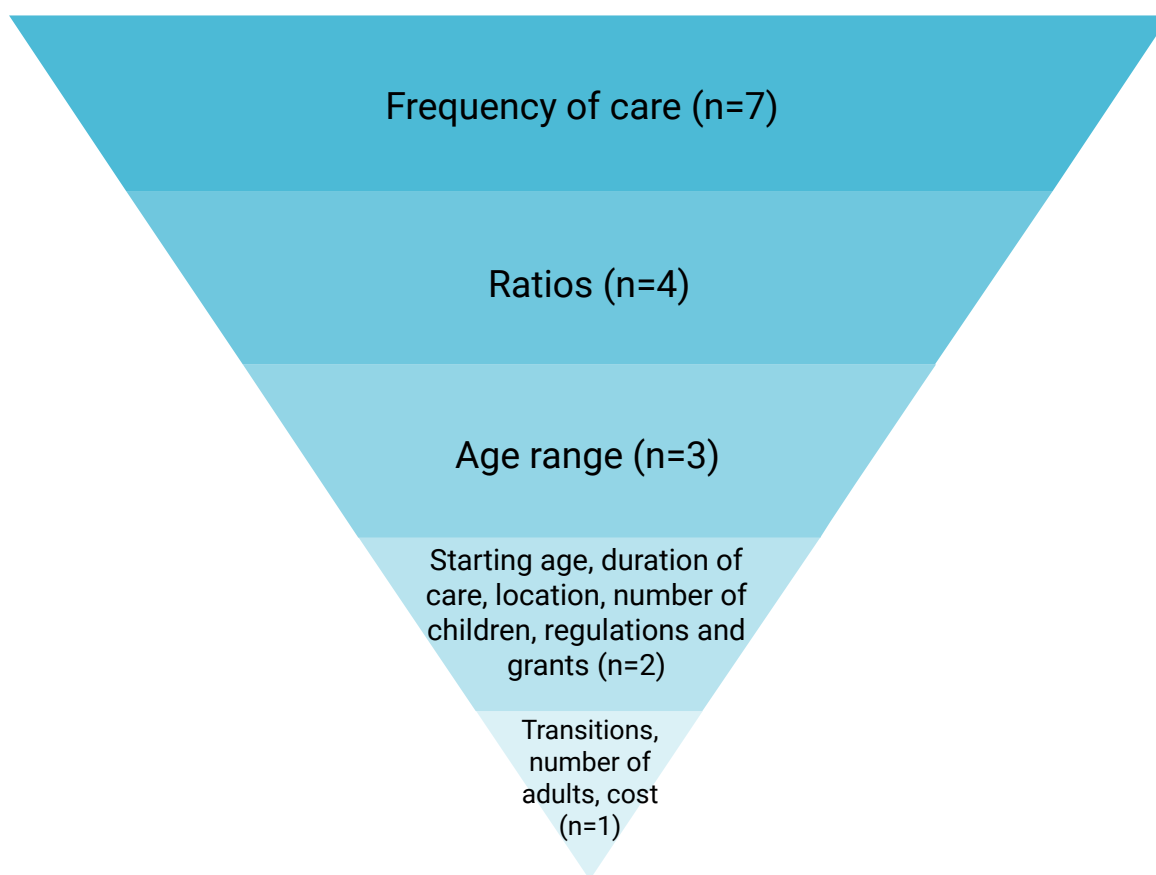 Frequency of care (n=7)
Ratios (n=4)
Age range (n=3)
Starting age, duration of
care, location, number of
children, regulations and
grants (n=2)
Transitions,
number of
adults, cost
(n=1)